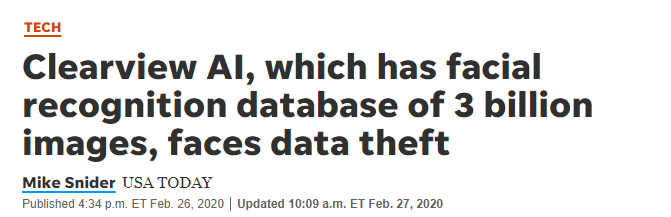 TECH
Clearview AI, which has facial
recognition database of 3 billion
images, faces data theft
Mike Snider USA TODAY
Published 4:34 p.m. ET Feb. 26, 2020 | Updated 10:09 a.m. ET Feb. 27, 2020